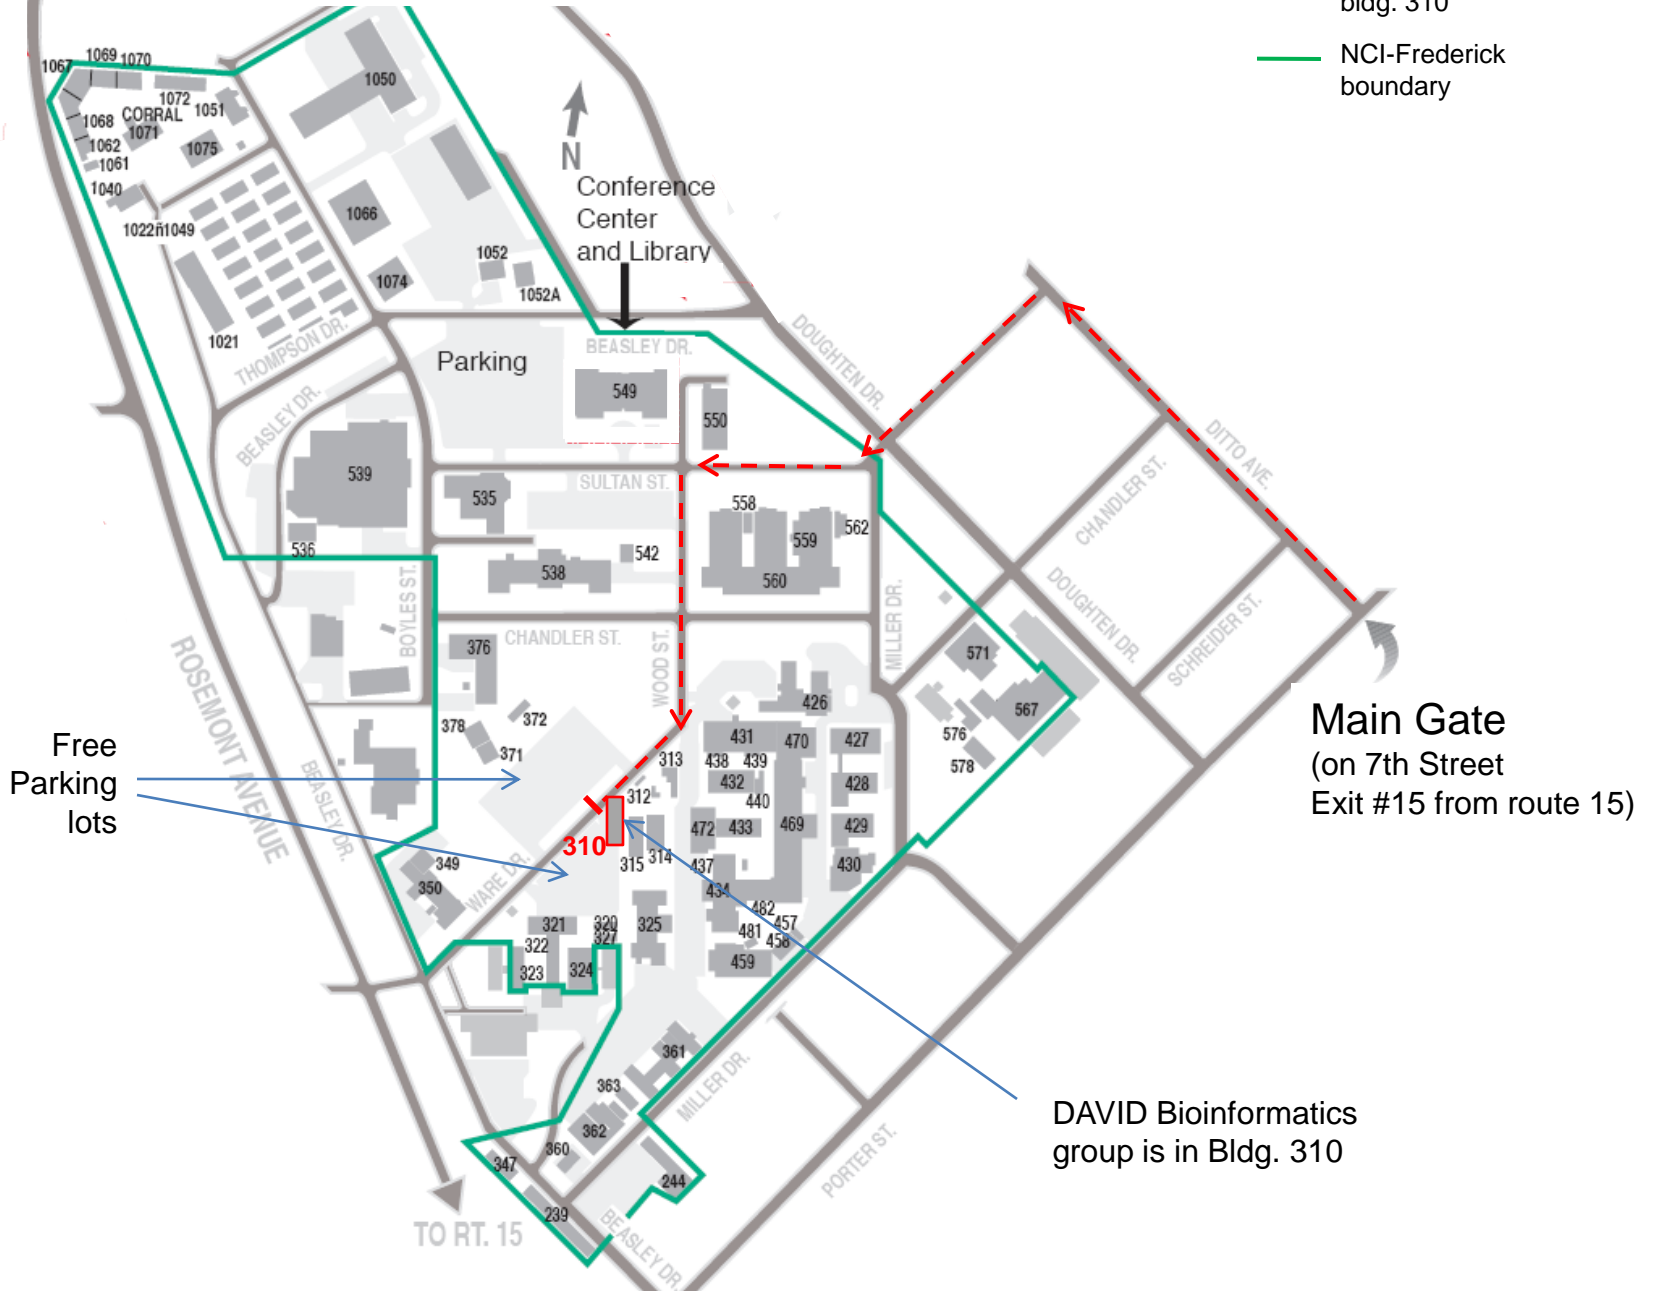 bldg. 310
NCI-Frederick
boundary
1067
1069
1070
1072
1051
CORRAL
1068
1071
1062
1075
1061
1040
1022ñ1049
1021
1050
1066
1074
1052
1052A
N
Conference
Center
and Library
THOMPSON DR.
BEASLEY DR.
Parking
BEASLEY DR.
549
550
DOUGHTEN DR.
DITTO AVE.
CHANDLER ST.
SCHREIDER ST.
DOUGHTEN DR.
539
536
535
SULTAN ST.
538
542
558
559
562
560
BOYLES ST.
CHANDLER ST.
WOOD ST.
MILLER DR.
ROSEMONT AVENUE
BEASLEY DR.
376
378
372
371
571
567
576
578
Main Gate
(on 7th Street
Exit #15 from route 15)
Free
Parking
lots
426
431
470
427
313
438
439
432
428
440
312
472
433
469
429
310
315
314
437
434
430
349
350
WARE DR.
321
320
327
325
322
323
324
482
457
481
458
459
361
363
362
360
MILLER DR.
347
244
239
BEASLEY DR.
PORTER ST.
TO RT. 15
DAVID Bioinformatics
group is in Bldg. 310